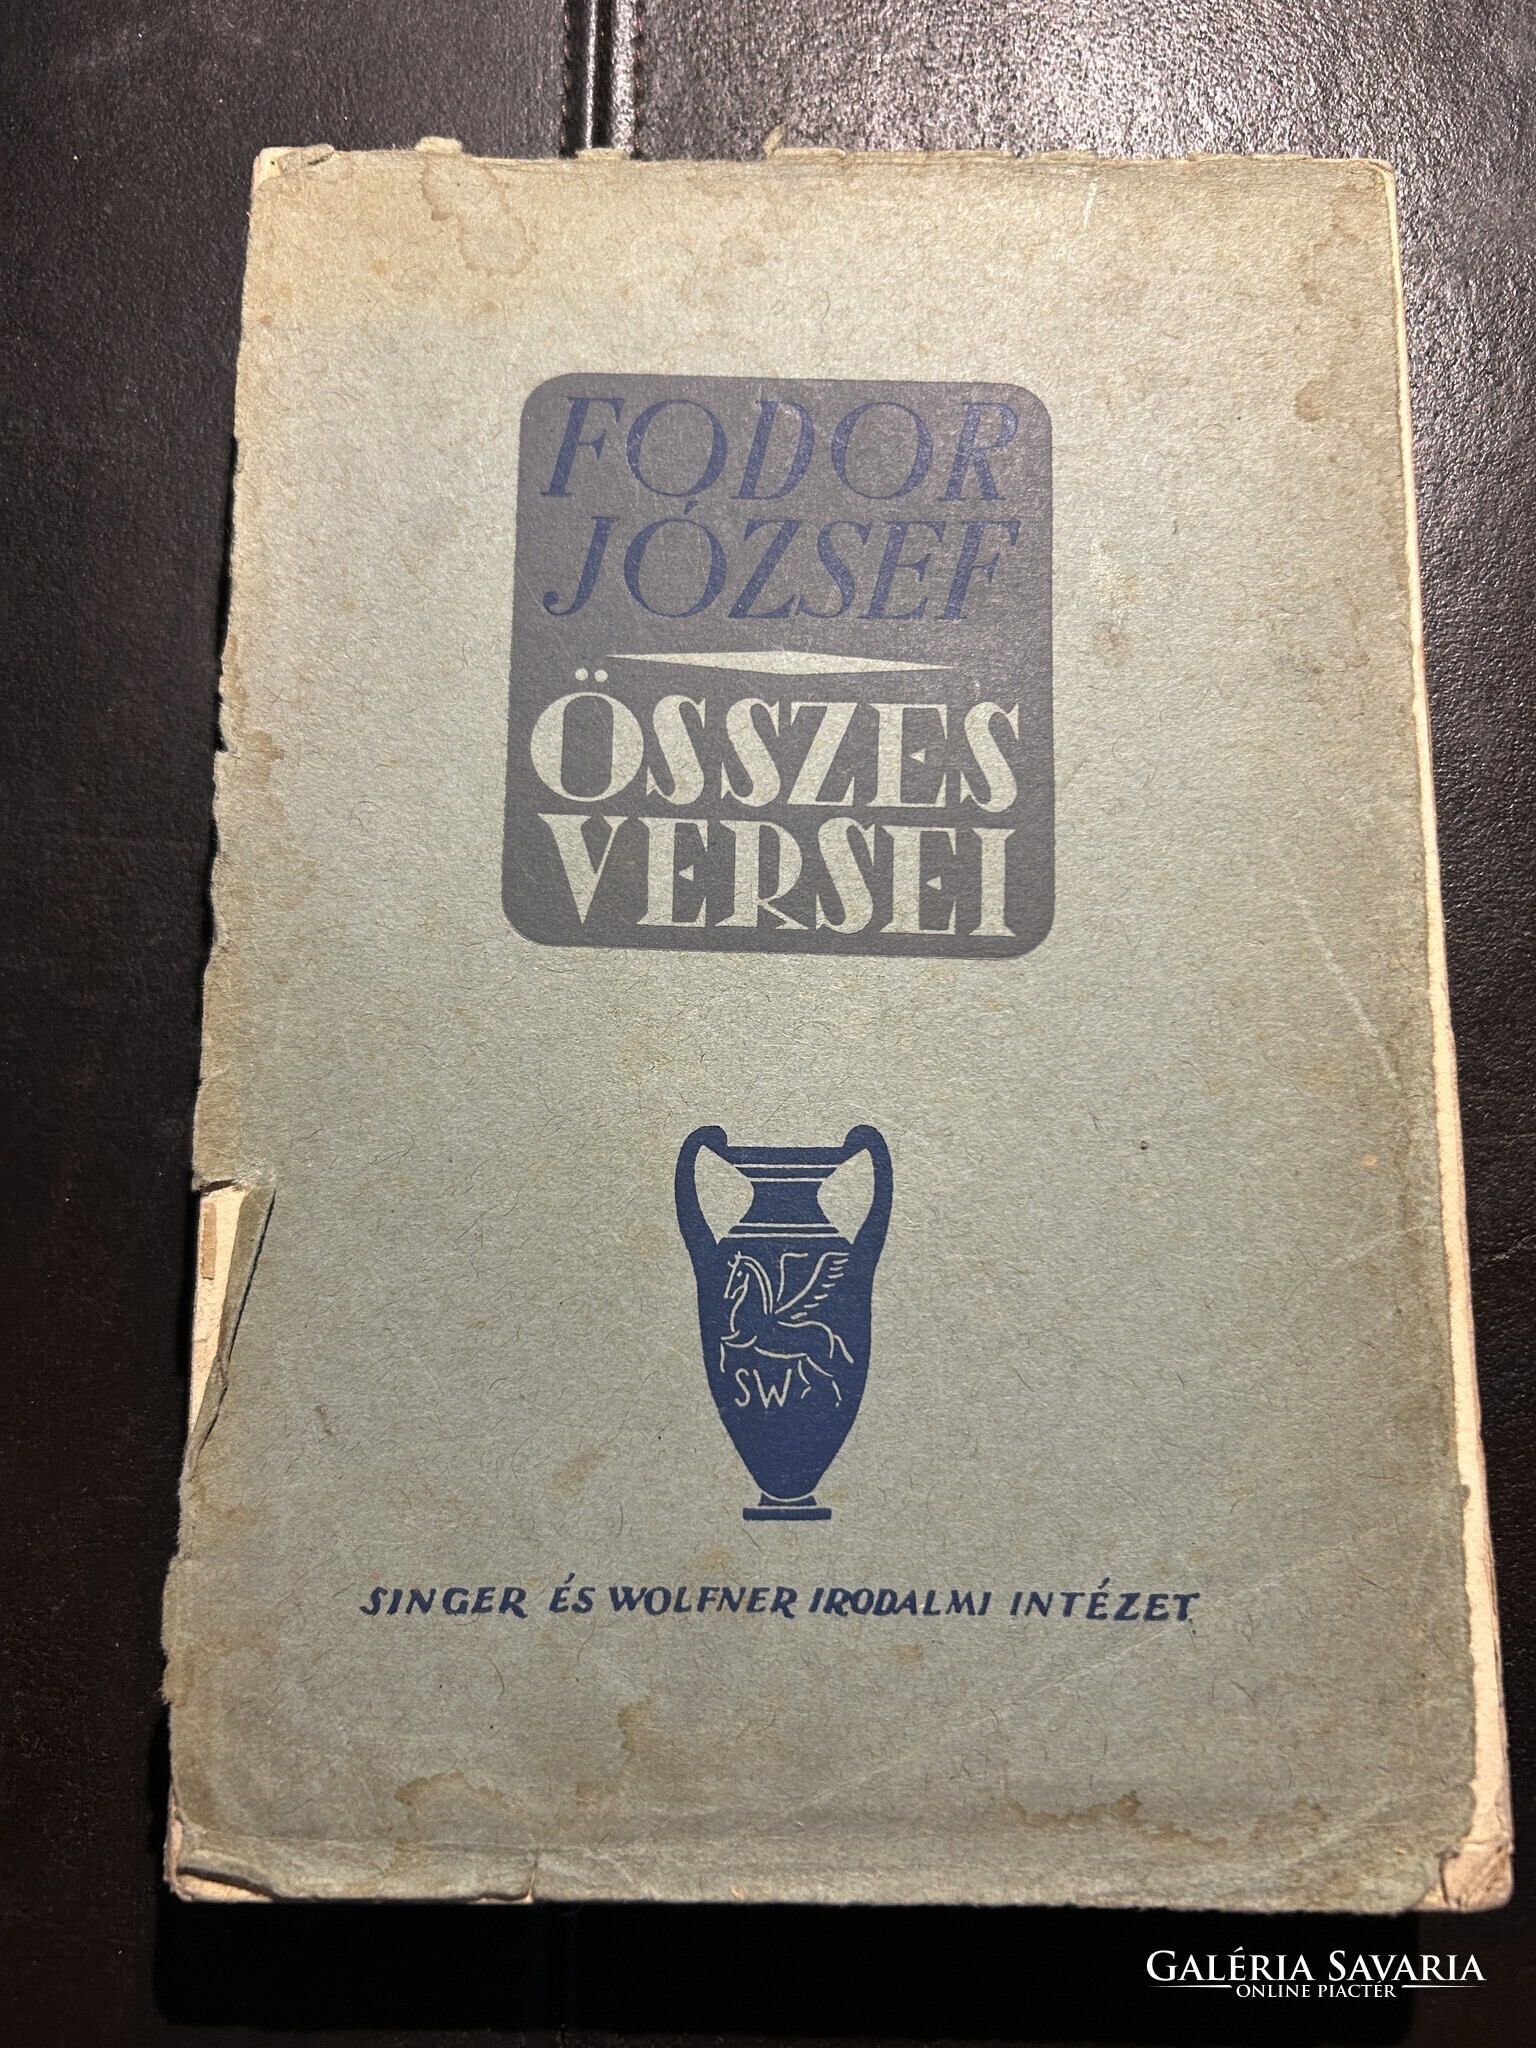 FODOR
JÓZSEF
ÖSSZES
VERSEI
SW
SINGER ÉS WOLFNER IRODALMI INTÉZET
GALÉRIA SAVARIA
ONLINE PIACTÉR